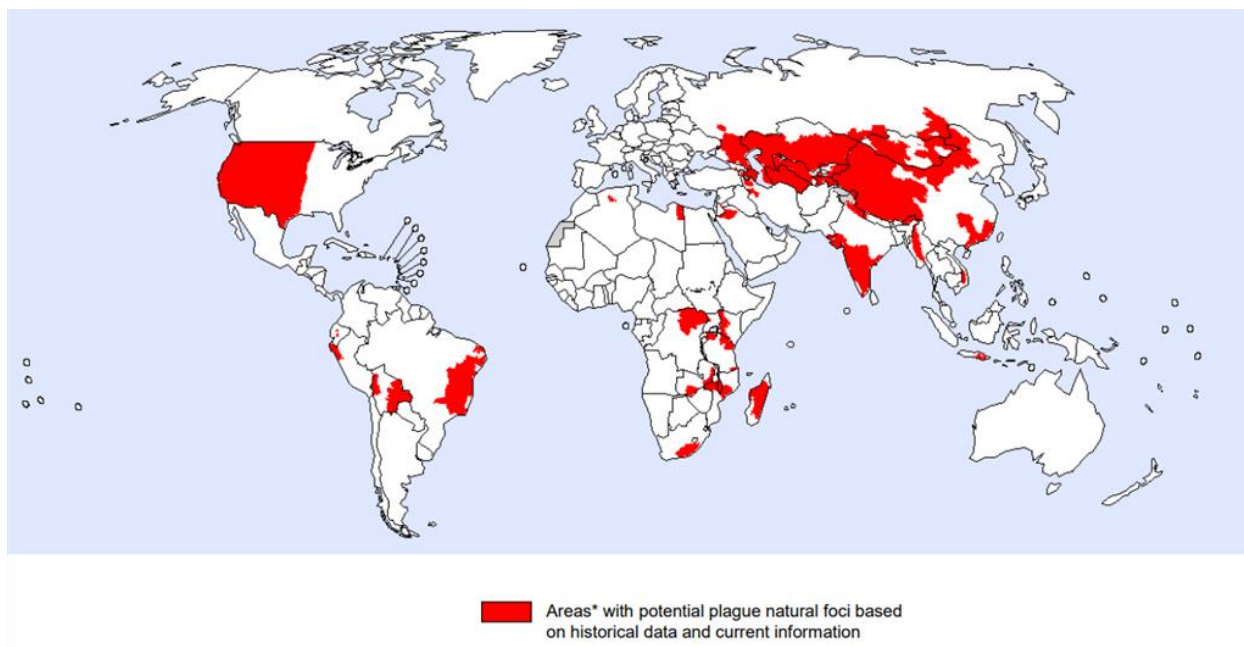 Areas* with potential plague natural foci based
on historical data and current information